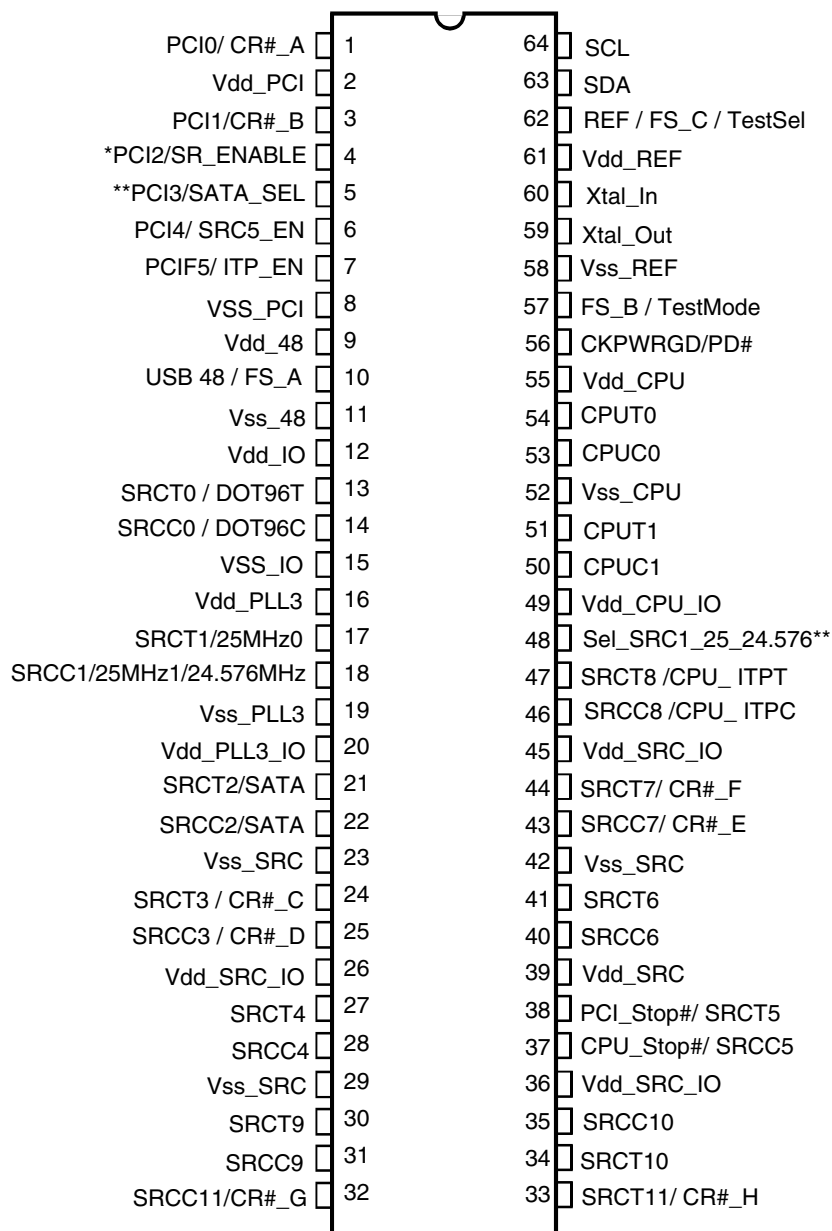 PCI0/ CR#_A 1 64 SCL
Vdd_PCI 2 63 SDA
PCI1/CR#_B 3 62 REF / FS_C / TestSel
*PCI2/SR_ENABLE 4 61 Vdd_REF
**PCI3/SATA_SEL 5 60 Xtal_In
PCI4/ SRC5_EN 6 59 Xtal_Out
PCIF5/ ITP_EN 7 58 Vss_REF
VSS_PCI 8 57 FS_B / TestMode
Vdd_48 9 56 CKPWRGD/PD#
USB 48 / FS_A 10 55 Vdd_CPU
Vss_48 11 54 CPUT0
Vdd_IO 12 53 CPUC0
SRCT0 / DOT96T 13 52 Vss_CPU
SRCC0 / DOT96C 14 51 CPUT1
VSS_IO 15 50 CPUC1
Vdd_PLL3 16 49 Vdd_CPU_IO
SRCT1/25MHz0 17 48 Sel_SRC1_25_24.576**
SRCC1/25MHz1/24.576MHz 18 47 SRCT8 /CPU_ ITPT
Vss_PLL3 19 46 SRCC8 /CPU_ ITPC
Vdd_PLL3_IO 20 45 Vdd_SRC_IO
SRCT2/SATA 21 44 SRCT7/ CR#_F
SRCC2/SATA 22 43 SRCC7/ CR#_E
Vss_SRC 23 42 Vss_SRC
SRCT3 / CR#_C 24 41 SRCT6
SRCC3 / CR#_D 25 40 SRCC6
Vdd_SRC_IO 26 39 Vdd_SRC
SRCT4 27 38 PCI_Stop#/ SRCT5
SRCC4 28 37 CPU_Stop#/ SRCC5
Vss_SRC 29 36 Vdd_SRC_IO
SRCT9 30 35 SRCC10
SRCC9 31 34 SRCT10
SRCC11/CR#_G 32 33 SRCT11/ CR#_H